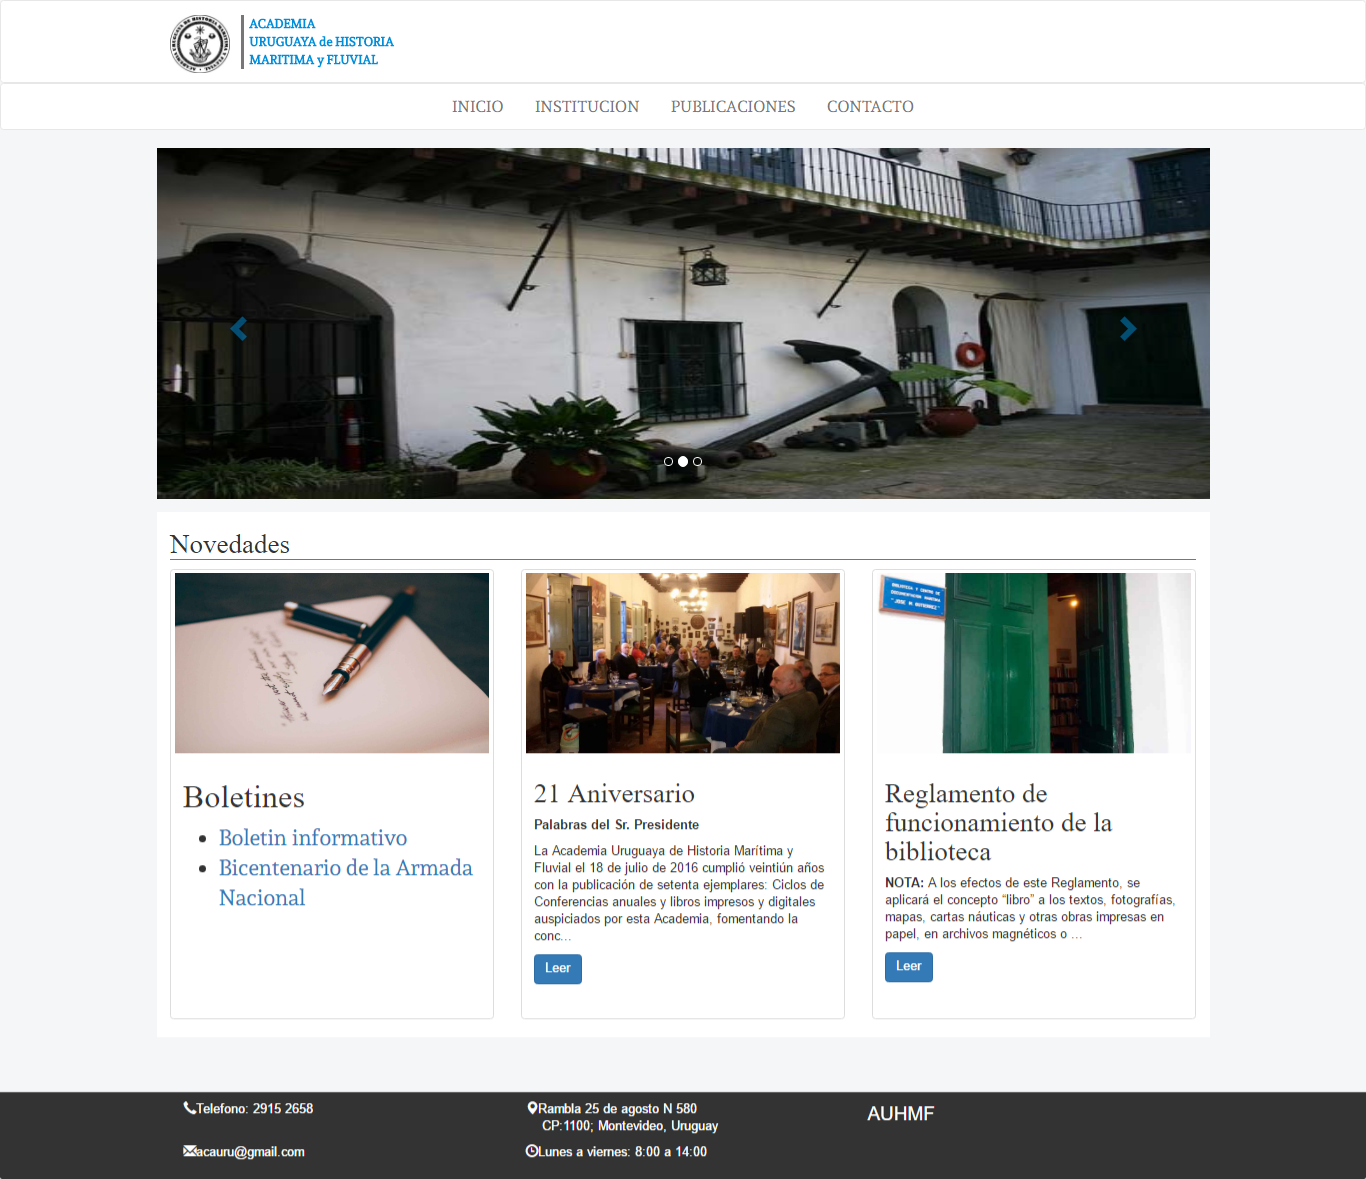 ACADEMIA
URUGUAYA de HISTORIA
MARITIMA y FLUVIAL
INICIO INSTITUCION PUBLICACIONES CONTACTO
Novedades
BIBLIOTECA Y CENTRO DE
DOCUMENTACION MARITIMA
Boletines
Boletin informativo
Bicentenario de la Armada
Nacional
21 Aniversario
Palabras del Sr. Presidente
La Academia Uruguaya de Historia Marítima y
Fluvial el 18 de julio de 2016 cumplió veintiún años
con la publicación de setenta ejemplares: Ciclos de
Conferencias anuales y libros impresos y digitales
auspiciados por esta Academia, fomentando la
conc...
Leer
Reglamento de
funcionamiento de la
biblioteca
NOTA: A los efectos de este Reglamento, se
aplicará el concepto “libro” a los textos, fotografías,
mapas, cartas náuticas y otras obras impresas en
papel, en archivos magnéticos o ...
Leer
Telefono: 2915 2658
acauru@gmail.com
Rambla 25 de agosto N 580
CP:1100; Montevideo, Uruguay
Lunes a viernes: 8:00 a 14:00
AUHMF